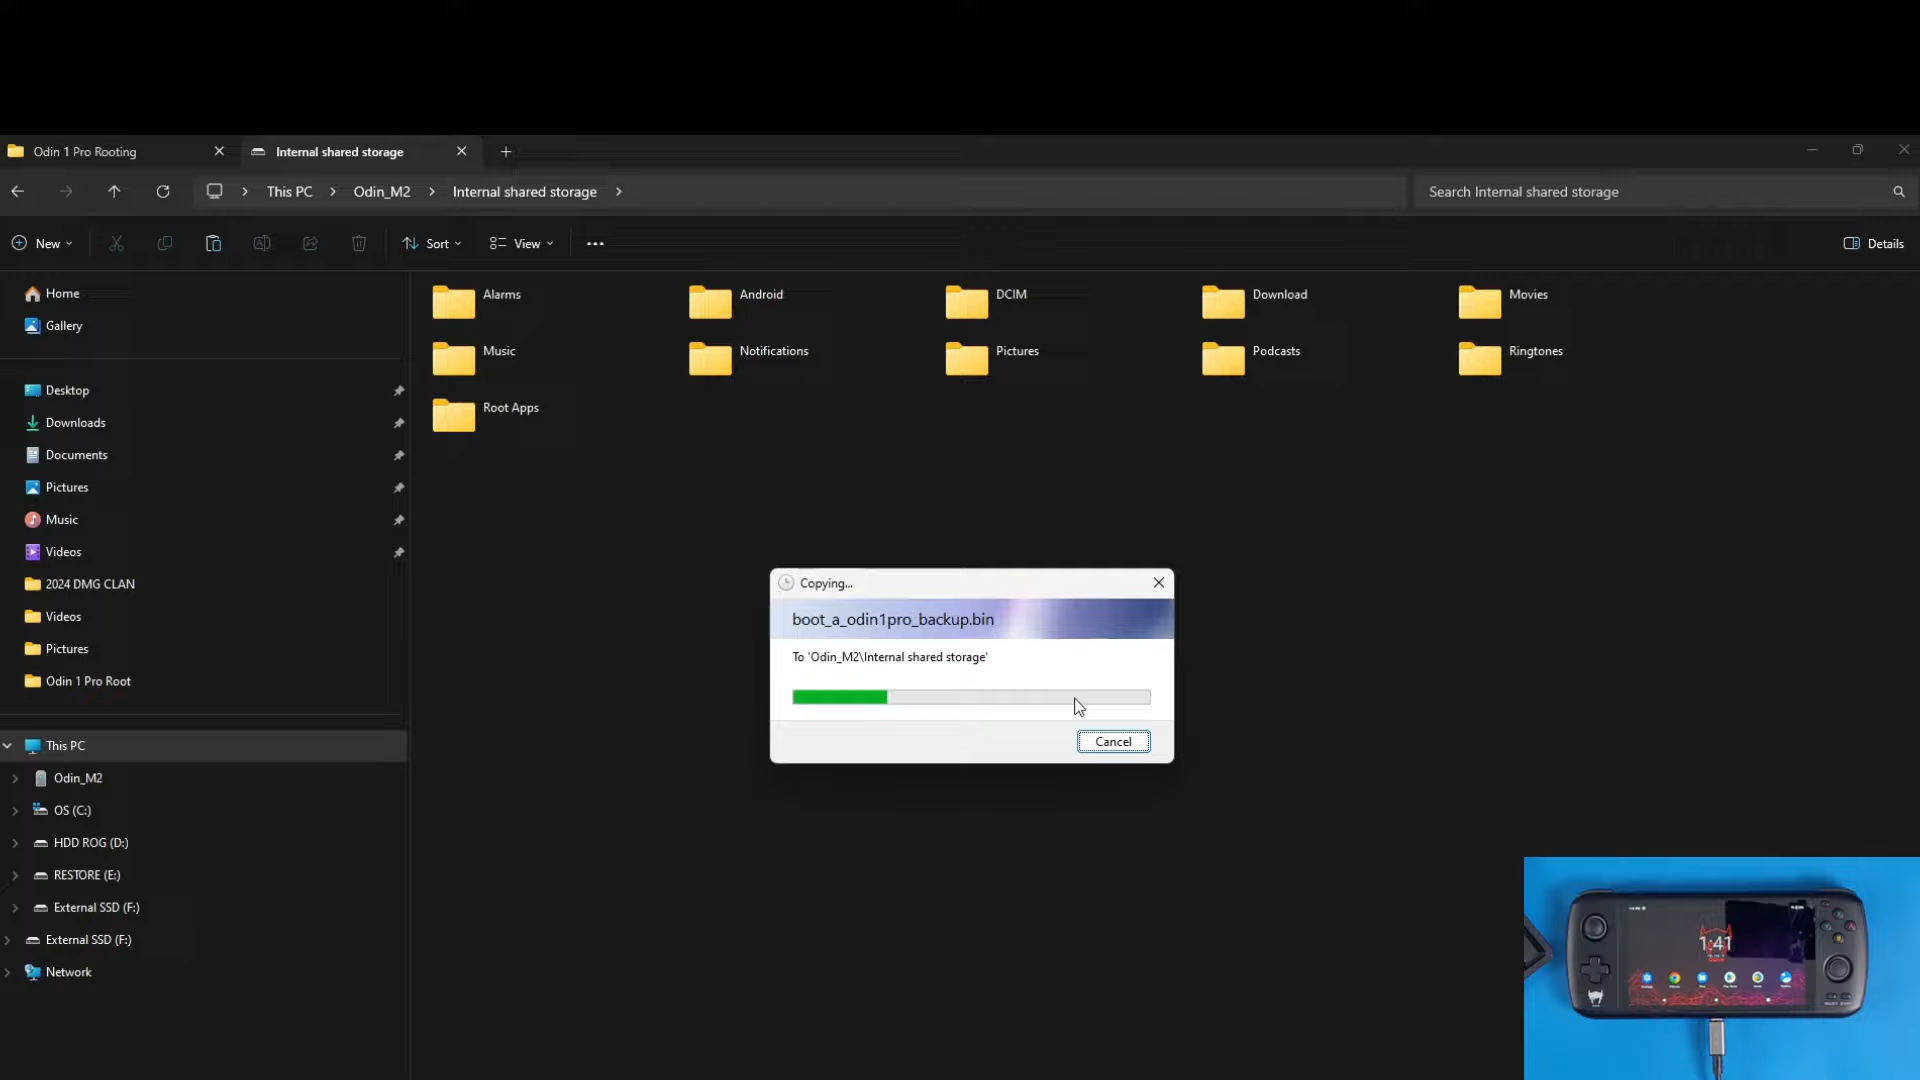 Odin 1 Pro Rooting
Internal shared storage
This PC
Odin_M2
Internal shared storage
Search Internal shared storage
New
Sort
View
Details
Home
Gallery
Desktop
Downloads
Documents
Pictures
Music
Videos
2024 DMG CLAN
Videos
Pictures
Odin 1 Pro Root
This PC
Odin_M2
OS (C:)
HDD ROG (D:)
RESTORE (E:)
External SSD (F:)
External SSD (F:)
Network
Alarms
Android
DCIM
Download
Movies
Music
Notifications
Pictures
Podcasts
Ringtones
Root Apps
Copying...
boot_a_odin1pro_backup.bin
To 'Odin_M2\Internal shared storage'
Cancel
1:41